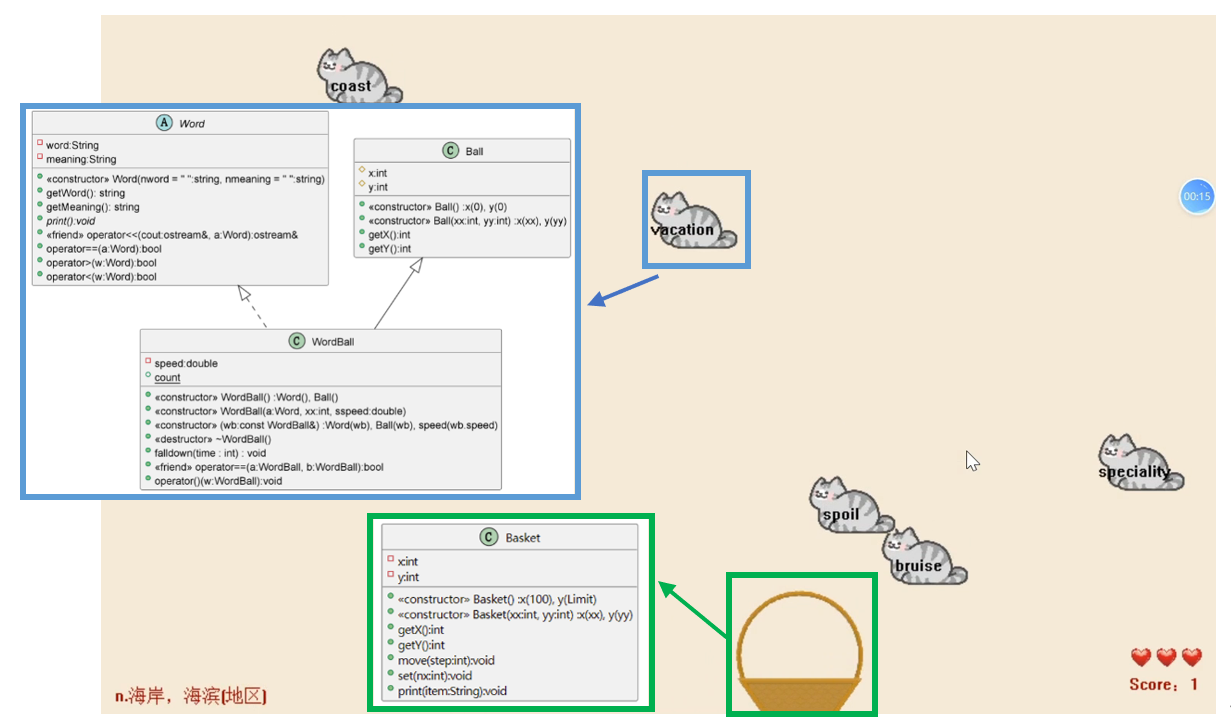 coast
A Word
word:String
meaning:String
«constructor» Word(nword = " ":string, nmeaning = " ":string)
getWord(): string
getMeaning(): string
print():void
«friend» operator<<(cout:ostream&, a:Word):ostream&
operator==(a:Word):bool
operator>(w:Word):bool
operator<(w:Word):bool
C Ball
x:int
y:int
«constructor» Ball() :x(0), y(0)
«constructor» Ball(xx:int, yy:int) :x(xx), y(yy)
getX():int
getY():int
C WordBall
speed:double
count
«constructor» WordBall() :Word(), Ball()
«constructor» WordBall(a:Word, xx:int, sspeed:double)
«constructor» (wb:const WordBall&) :Word(wb), Ball(wb), speed(wb.speed)
«destructor» ~WordBall()
falldown(time : int) : void
«friend» operator==(a:WordBall, b:WordBall):bool
operator()(w:WordBall):void
vacation
00:15
speciality
spoil
bruise
C Basket
x:int
y:int
«constructor» Basket() :x(100), y(Limit)
«constructor» Basket(xx:int, yy:int) :x(xx), y(yy)
getX():int
getY():int
move(step:int):void
set(nx:int):void
print(item:String):void
n.海岸，海滨(地区)
Score：1